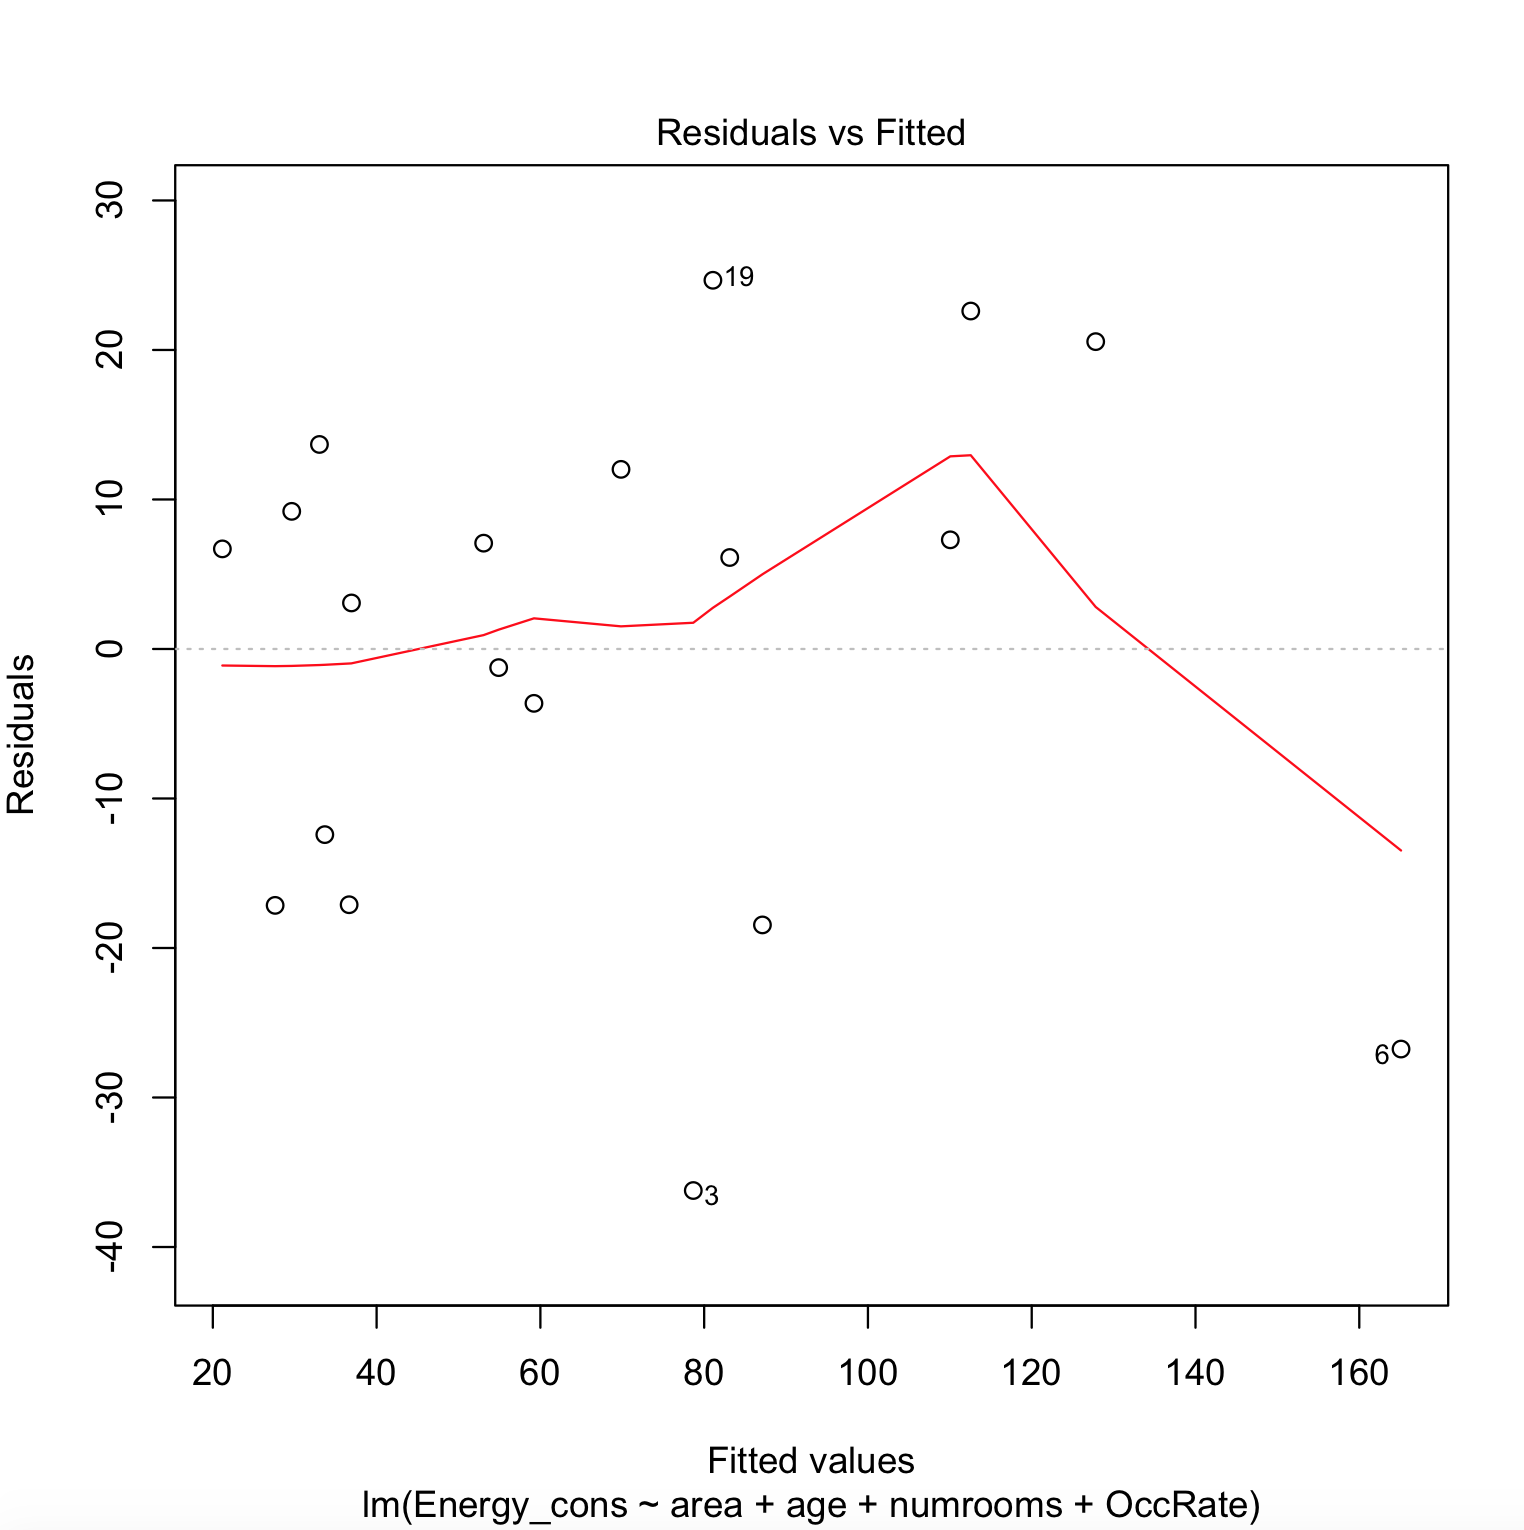 Residuals vs Fitted
30
20
10
0
-10
-20
-30
-40
Residuals
19
6
3
20 40 60 80 100 120 140 160
Fitted values
lm(Energy_cons ~ area + age + numrooms + OccRate)